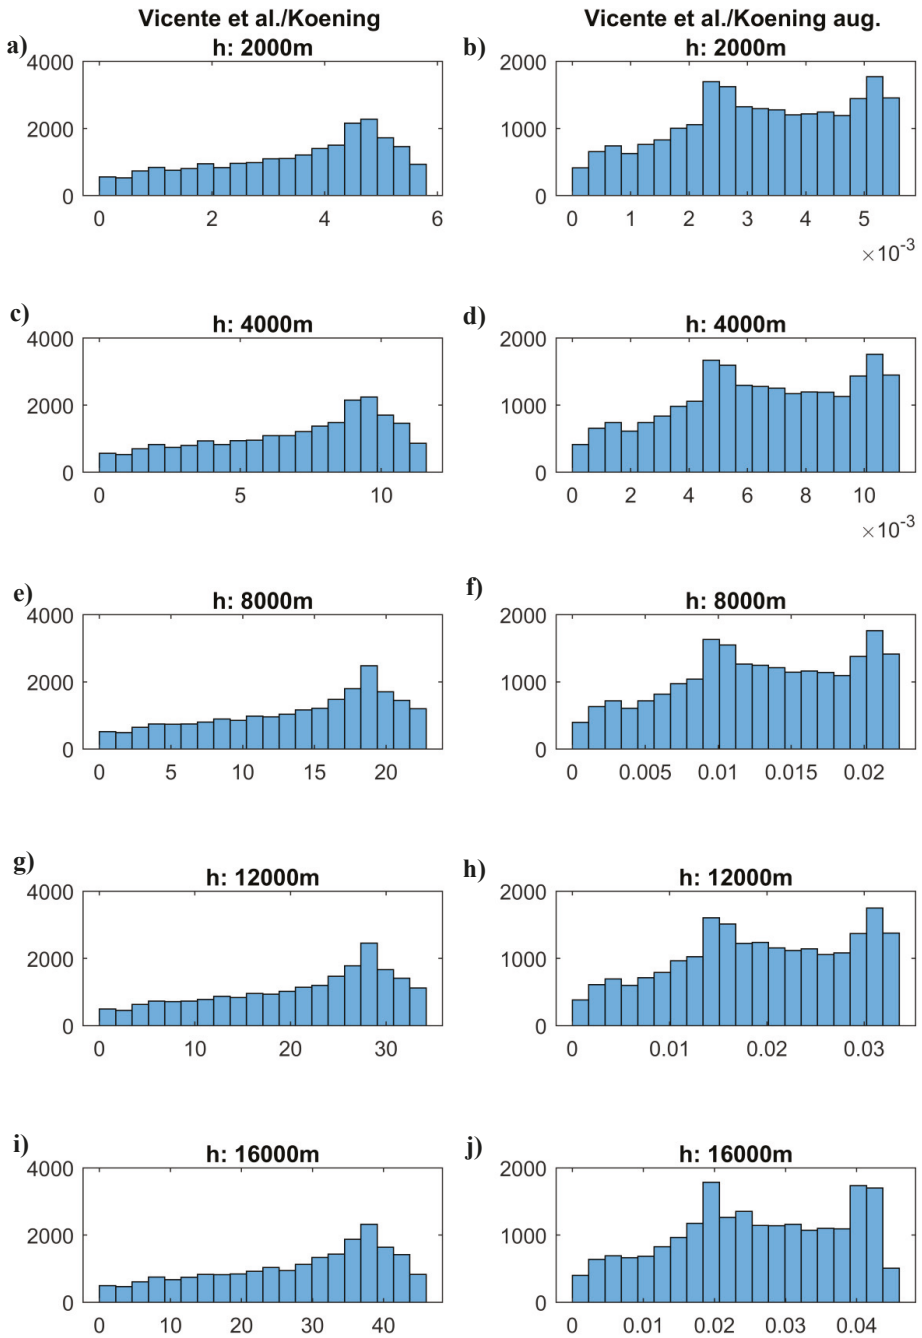 Vicente et al./Koening
a) h: 2000m
4000
2000
0
0 2 4 6
Vicente et al./Koening aug.
b) h: 2000m
2000
1000
0
0 1 2 3 4 5
×10-3
c) h: 4000m
4000
2000
0
0 5 10
d) h: 4000m
2000
1000
0
0 2 4 6 8 10
×10-3
e) h: 8000m
4000
2000
0
0 5 10 15 20
f) h: 8000m
2000
1000
0
0 0.005 0.01 0.015 0.02
g) h: 12000m
4000
2000
0
0 10 20 30
h) h: 12000m
2000
1000
0
0 0.01 0.02 0.03
i) h: 16000m
4000
2000
0
0 10 20 30 40
j) h: 16000m
2000
1000
0
0 0.01 0.02 0.03 0.04